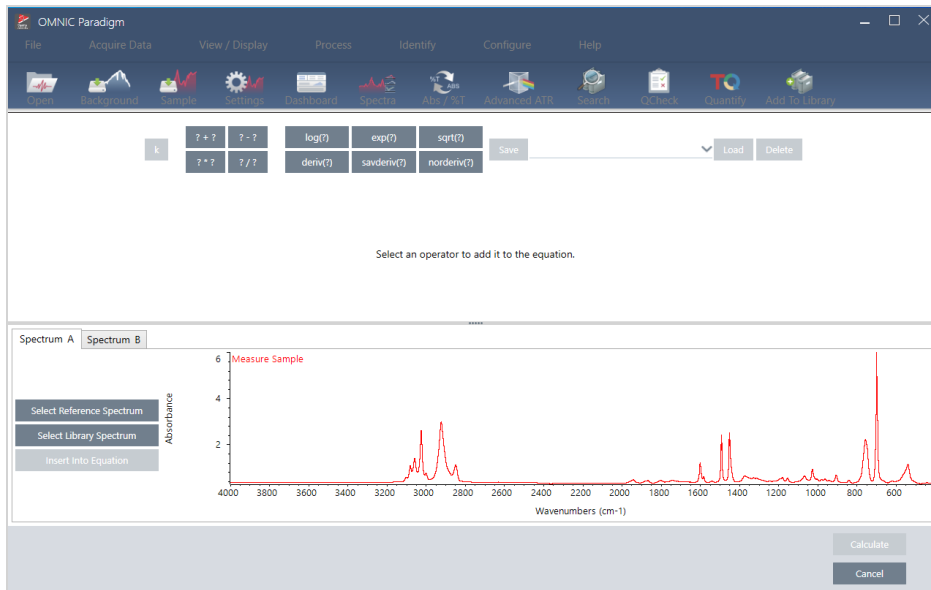 OMNIC Paradigm
File Acquire Data View / Display Process Identify Configure Help
%T ABS TQ
Open Background Sample Settings Dashboard Spectra Abs / %T Advanced ATR Search QCheck Quantify Add To Library
? + ? ? - ? log(?) exp(?) sqrt(?)
k Save Load Delete
? * ? ? / ? deriv(?) savderiv(?) norderiv(?)
Select an operator to add it to the equation.
Spectrum A Spectrum B
Measure Sample
6
4
2
Absorbance
Select Reference Spectrum
Select Library Spectrum
Insert Into Equation
4000 3800 3600 3400 3200 3000 2800 2600 2400 2200 2000 1800 1600 1400 1200 1000 800 600
Wavenumbers (cm-1)
Calculate
Cancel